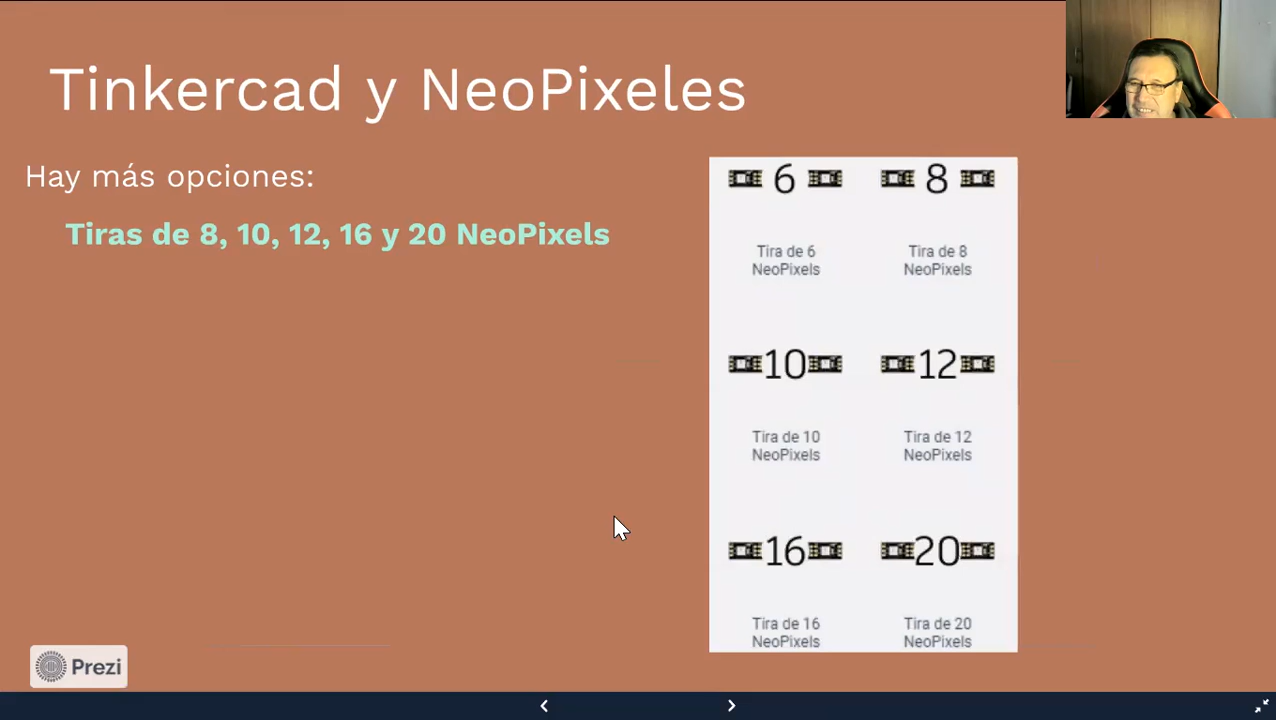 Tinkercad y NeoPixeles
Hay más opciones:
Tiras de 8, 10, 12, 16 y 20 NeoPixels
6 8
Tira de 6 Tira de 8
NeoPixels NeoPixels
10 12
Tira de 10 Tira de 12
NeoPixels NeoPixels
16 20
Tira de 16 Tira de 20
NeoPixels NeoPixels
Prezi